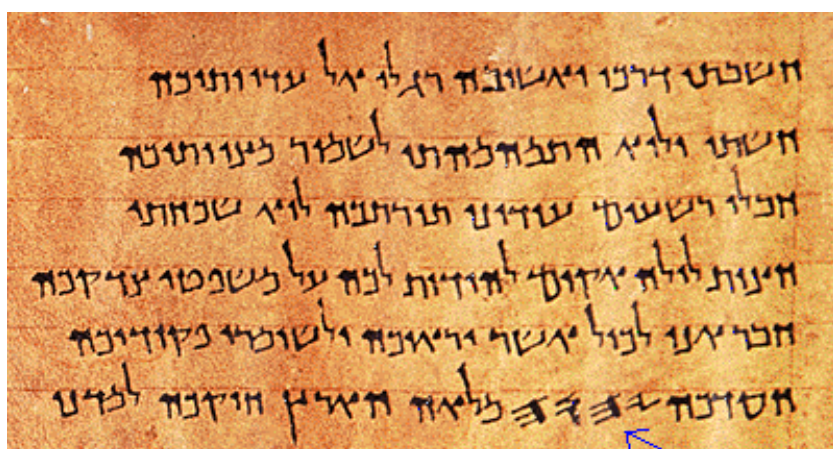 חשבתי דרכי ואשיבה רגלי אל עדוותיכה
חשתי ולוא התמהמהתי לשמור מצוותיכה
חבלי רשעים עודוני תורתכה לוא שכחתי
חצות לילה אקום להודות לכה על משפטי צדקכה
חבר אני לכול אשר יראוכה ולשומרי פקודיכה
חסדכה 𐤉𐤄𐤅𐤄 מלאה הארץ חוקיכה למדני